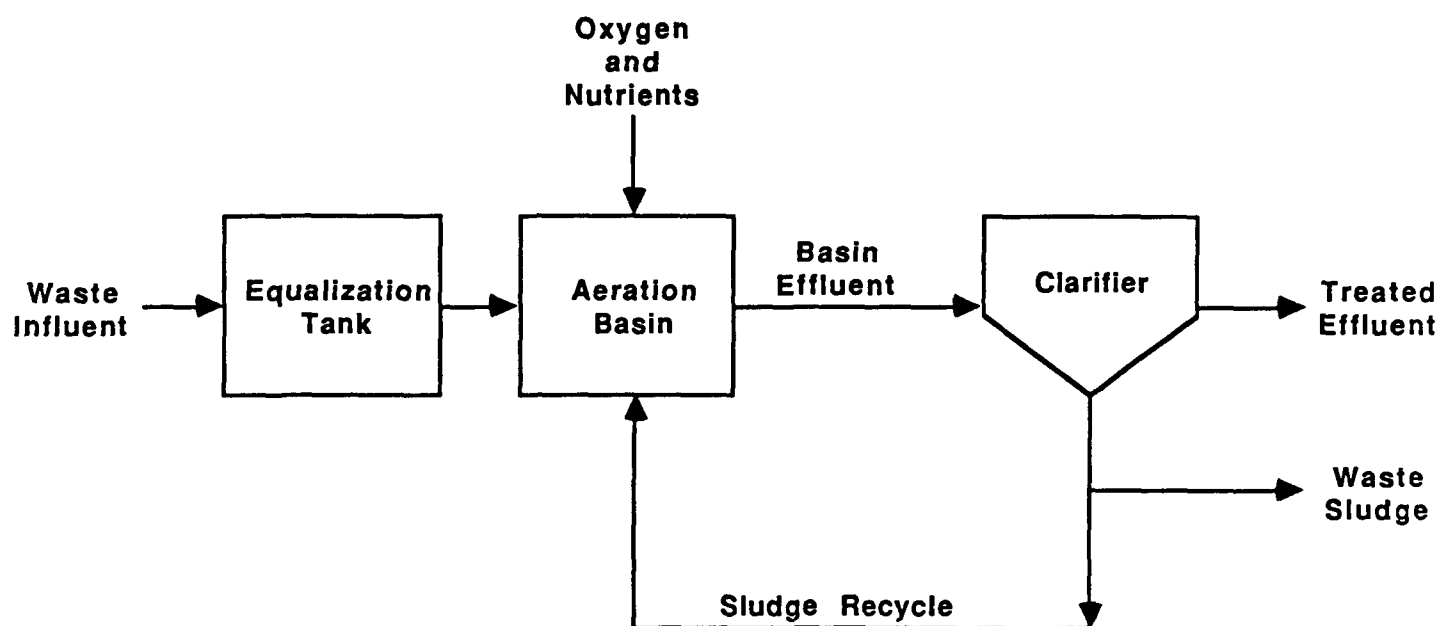 Oxygen
and
Nutrients
Waste
Influent
Equalization
Tank
Aeration
Basin
Basin
Effluent
Clarifier
Treated
Effluent
Waste
Sludge
Sludge Recycle